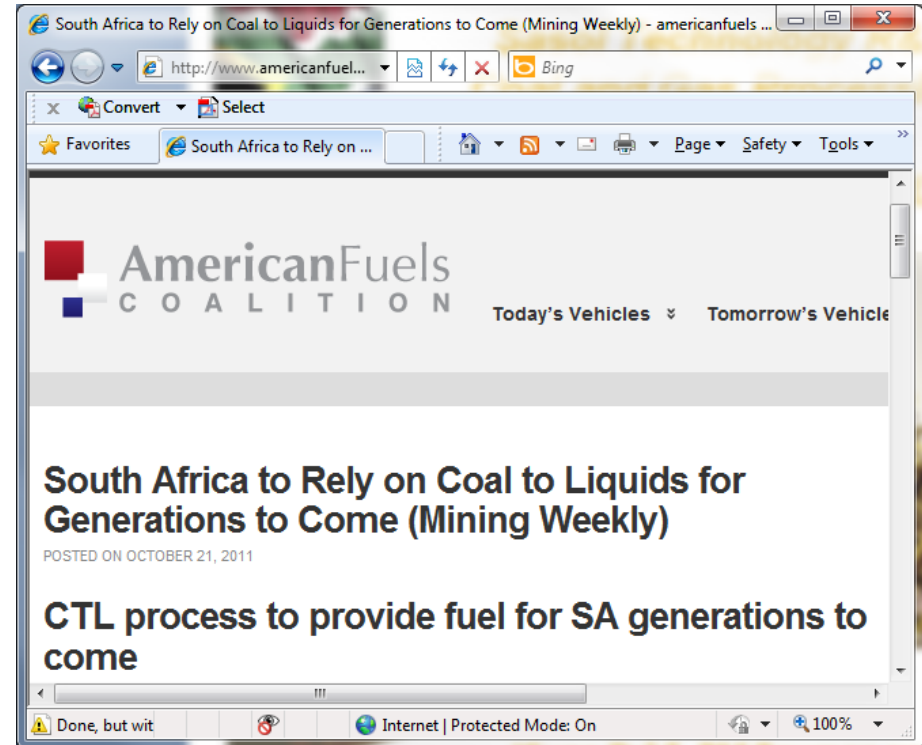 South Africa to Rely on Coal to Liquids for Generations to Come (Mining Weekly) - americanfuels ...
http://www.americanfuel... Bing
x Convert Select
Favorites South Africa to Rely on ... Page Safety Tools »
AmericanFuels
COALITION
Today's Vehicles Tomorrow's Vehicle
South Africa to Rely on Coal to Liquids for
Generations to Come (Mining Weekly)
POSTED ON OCTOBER 21, 2011
CTL process to provide fuel for SA generations to
come
Done, but wit Internet | Protected Mode: On 100%